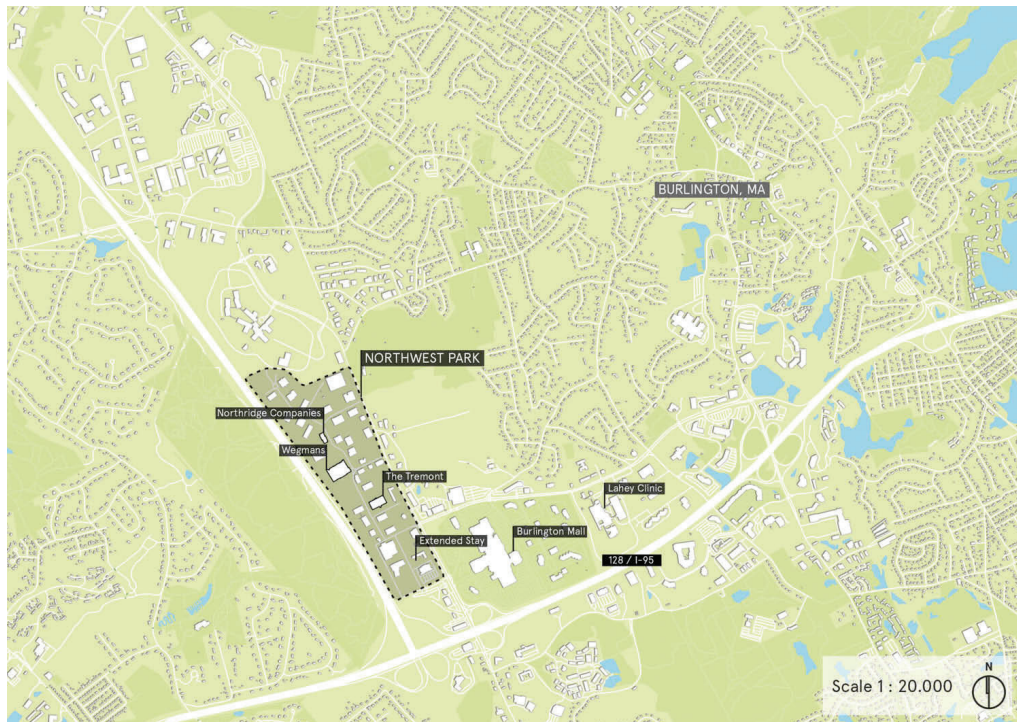 BURLINGTON, MA
NORTHWEST PARK
Northridge Companies
Wegmans
The Tremont
Lahey Clinic
Burlington Mall
Extended Stay
128 / I-95
N
Scale 1 : 20.000